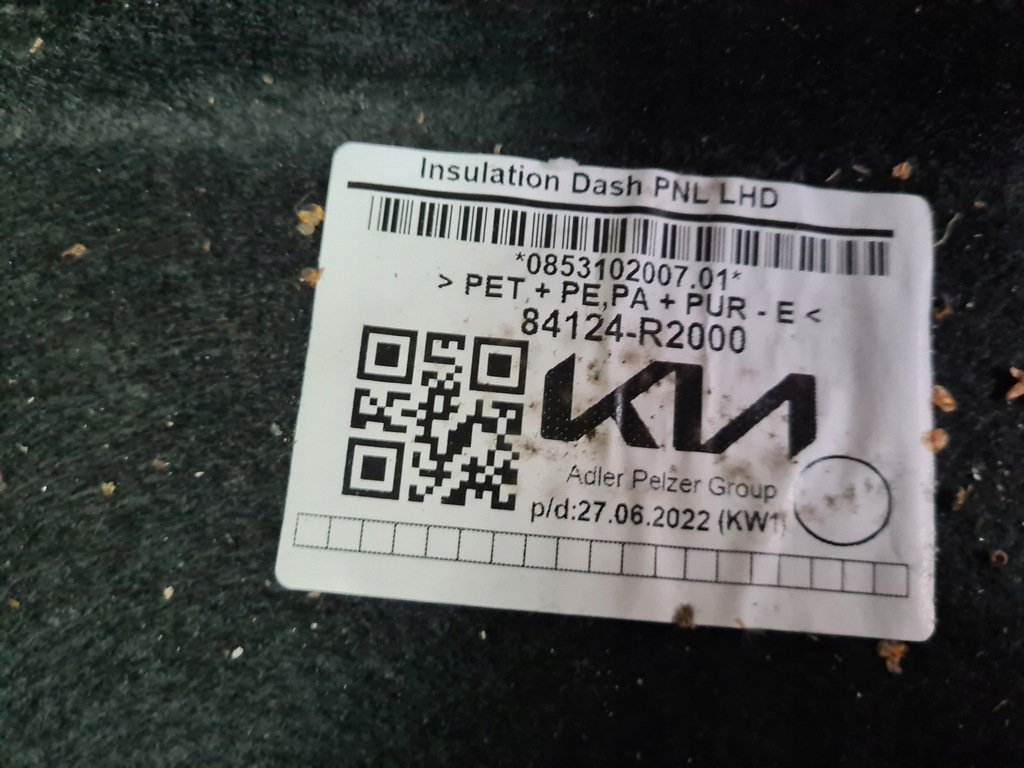 Insulation Dash PNL LHD
*0853102007.01*
> PET + PE,PA + PUR - E <
84124-R2000
KIA
Adler Pelzer Group
p/d:27.06.2022 (KW1)